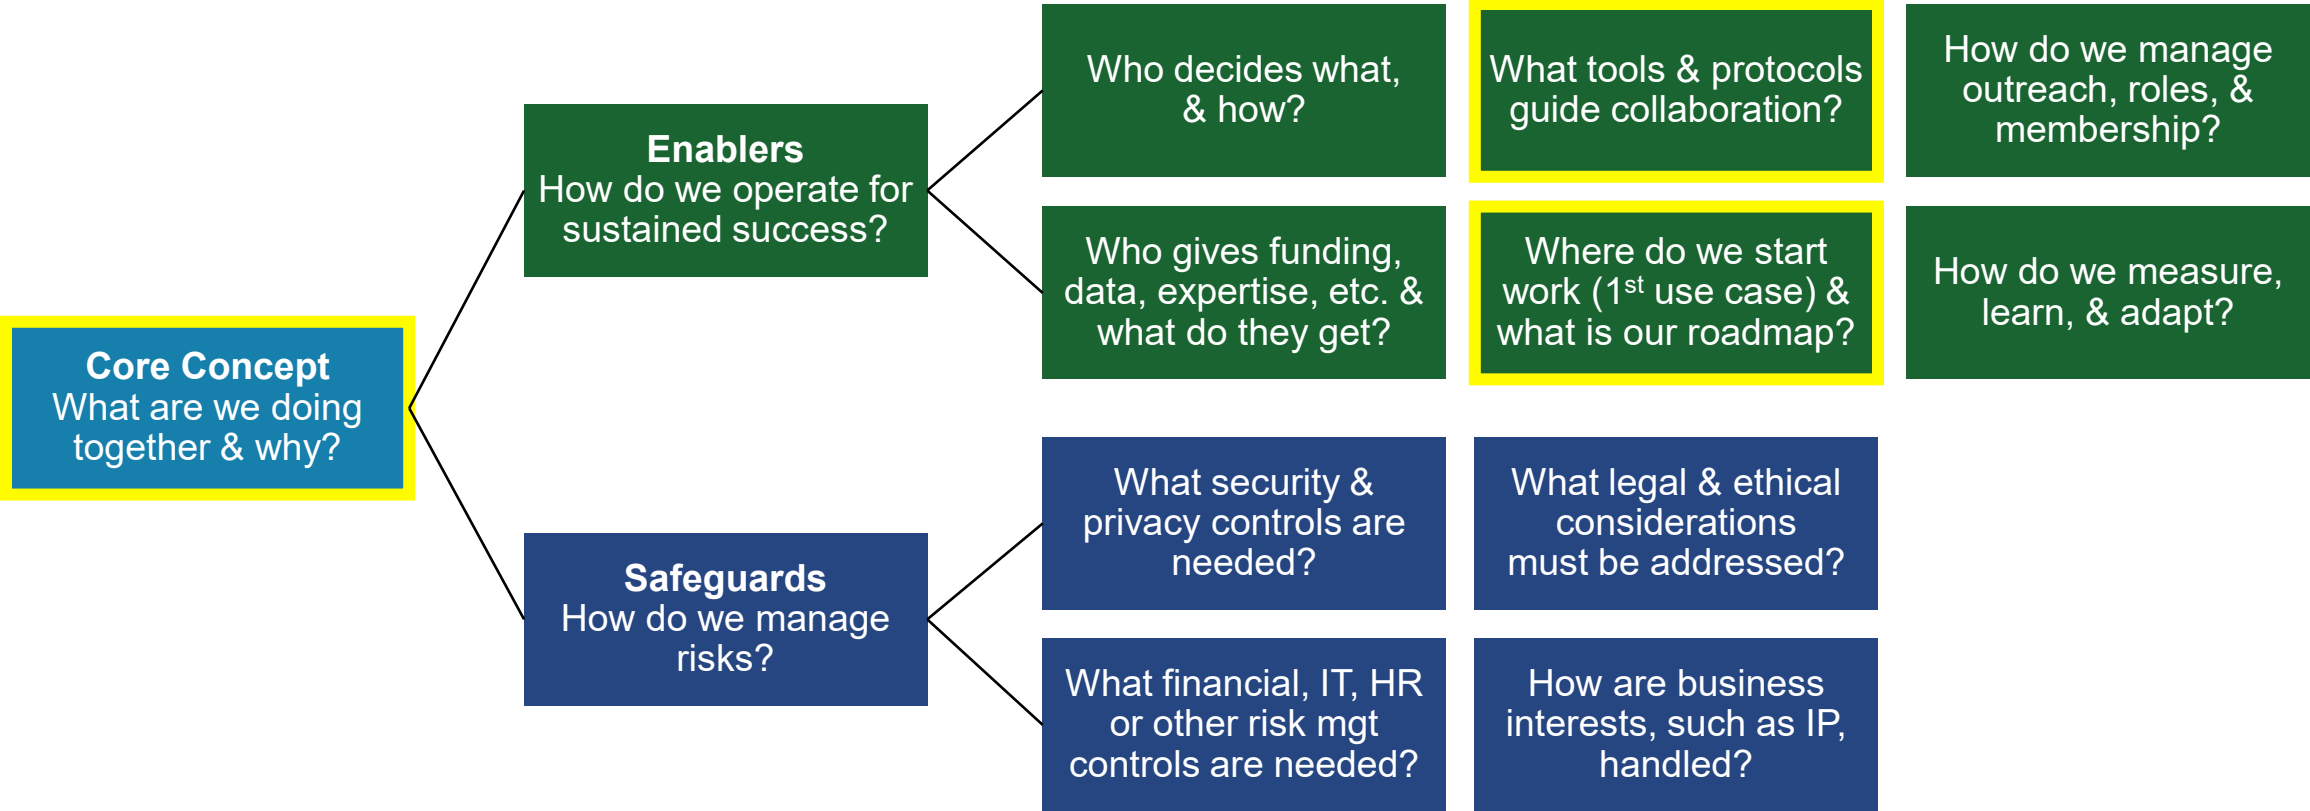 Core Concept
What are we doing
together & why?
Enablers
How do we operate for
sustained success?
Who decides what,
& how?
What tools & protocols
guide collaboration?
How do we manage
outreach, roles, &
membership?
Who gives funding,
data, expertise, etc. &
what do they get?
Where do we start
work (1st use case) &
what is our roadmap?
How do we measure,
learn, & adapt?
Safeguards
How do we manage
risks?
What security &
privacy controls are
needed?
What legal & ethical
considerations
must be addressed?
What financial, IT, HR
or other risk mgt
controls are needed?
How are business
interests, such as IP,
handled?